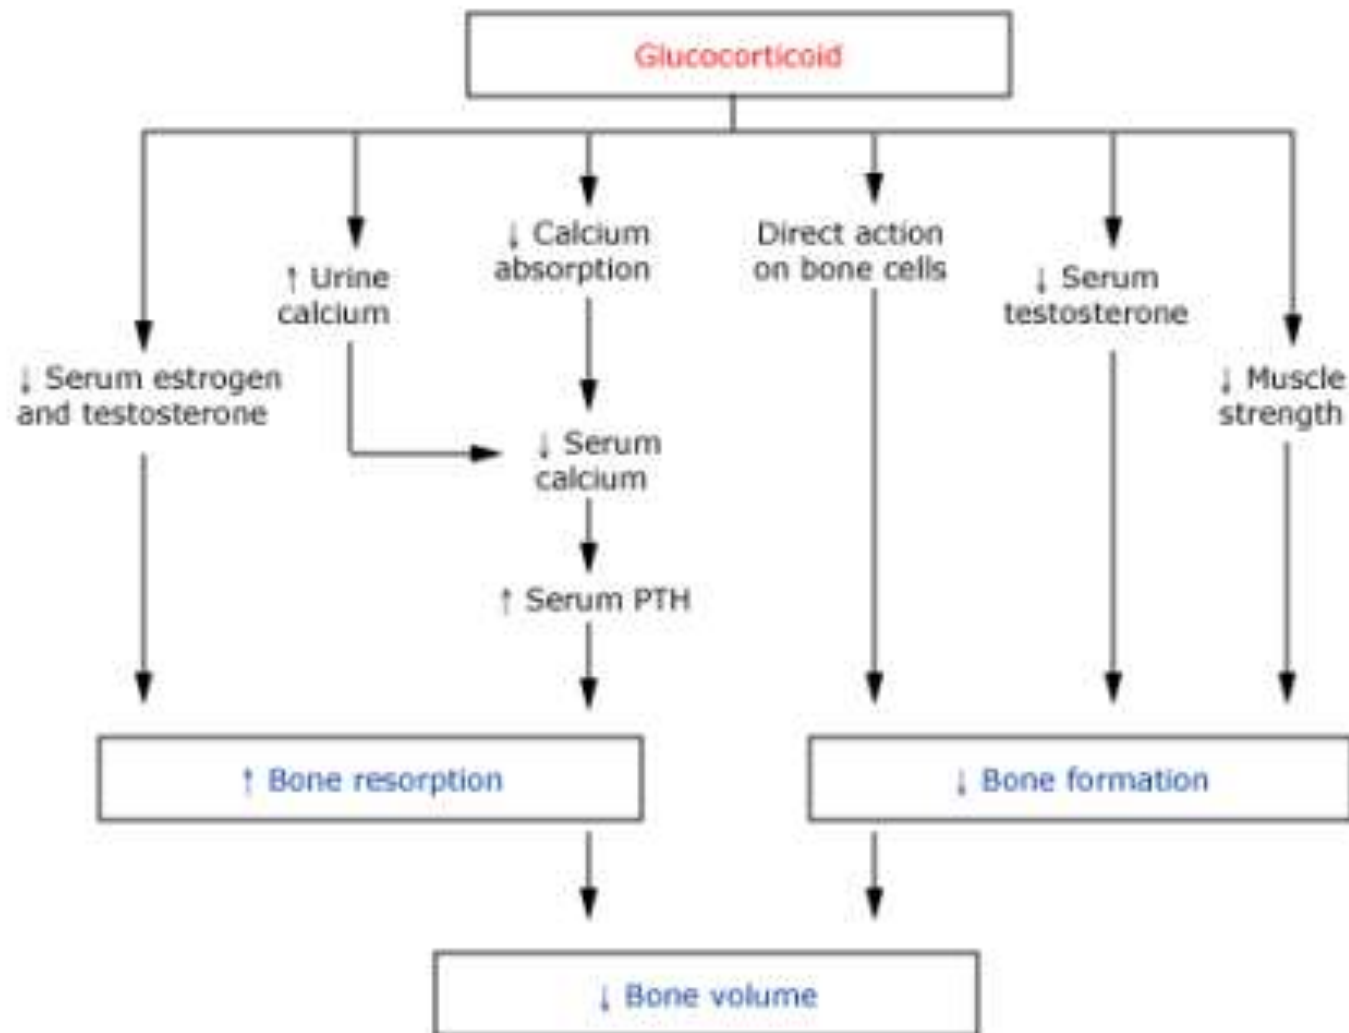 Glucocorticoid
↓ Calcium
absorption
Direct action
on bone cells
↑ Urine
calcium
↓ Serum
testosterone
↓ Serum estrogen
and testosterone
↓ Muscle
strength
↓ Serum
calcium
↑ Serum PTH
↑ Bone resorption
↓ Bone formation
↓ Bone volume